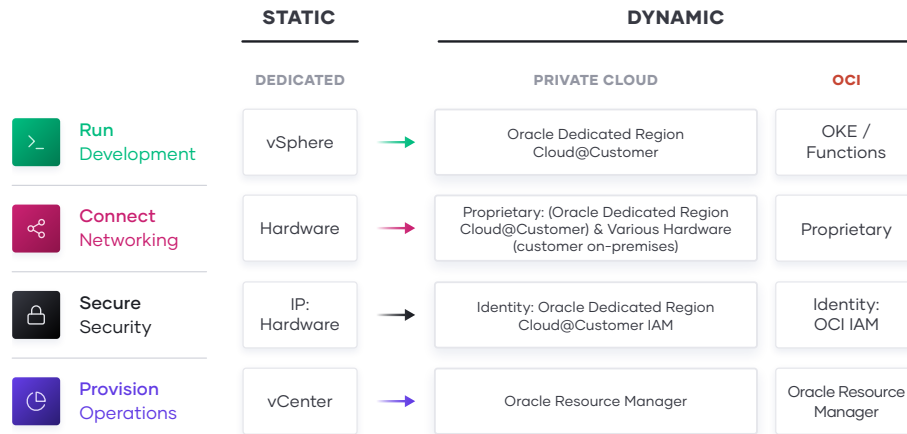 STATIC
DYNAMIC
DEDICATED
PRIVATE CLOUD
OCI
Run
Development
vSphere
Oracle Dedicated Region
Cloud@Customer
OKE /
Functions
Connect
Networking
Hardware
Proprietary: (Oracle Dedicated Region
Cloud@Customer) & Various Hardware
(customer on-premises)
Proprietary
Secure
Security
IP:
Hardware
Identity: Oracle Dedicated Region
Cloud@Customer IAM
Identity:
OCI IAM
Provision
Operations
vCenter
Oracle Resource Manager
Oracle Resource
Manager